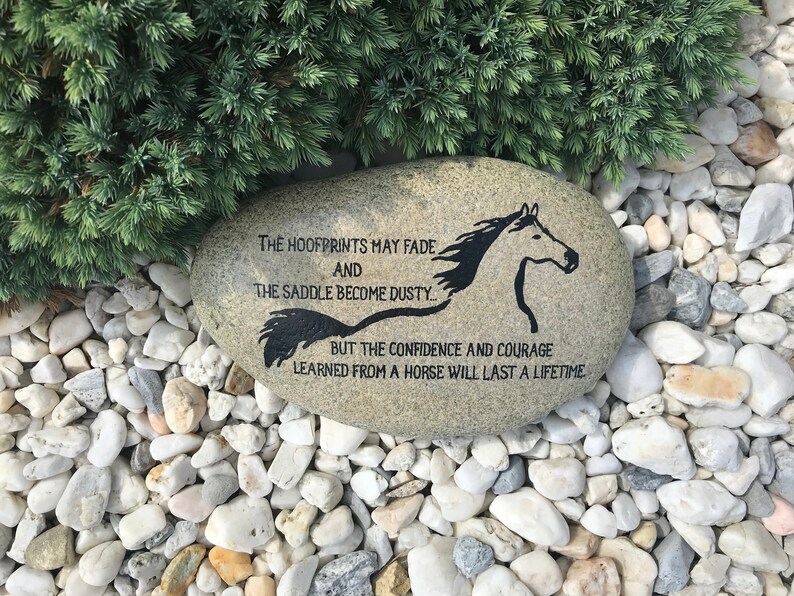 THE HOOFPRINTS MAY FADE
AND
THE SADDLE BECOME DUSTY...
BUT THE CONFIDENCE AND COURAGE
LEARNED FROM A HORSE WILL LAST A LIFETIME.